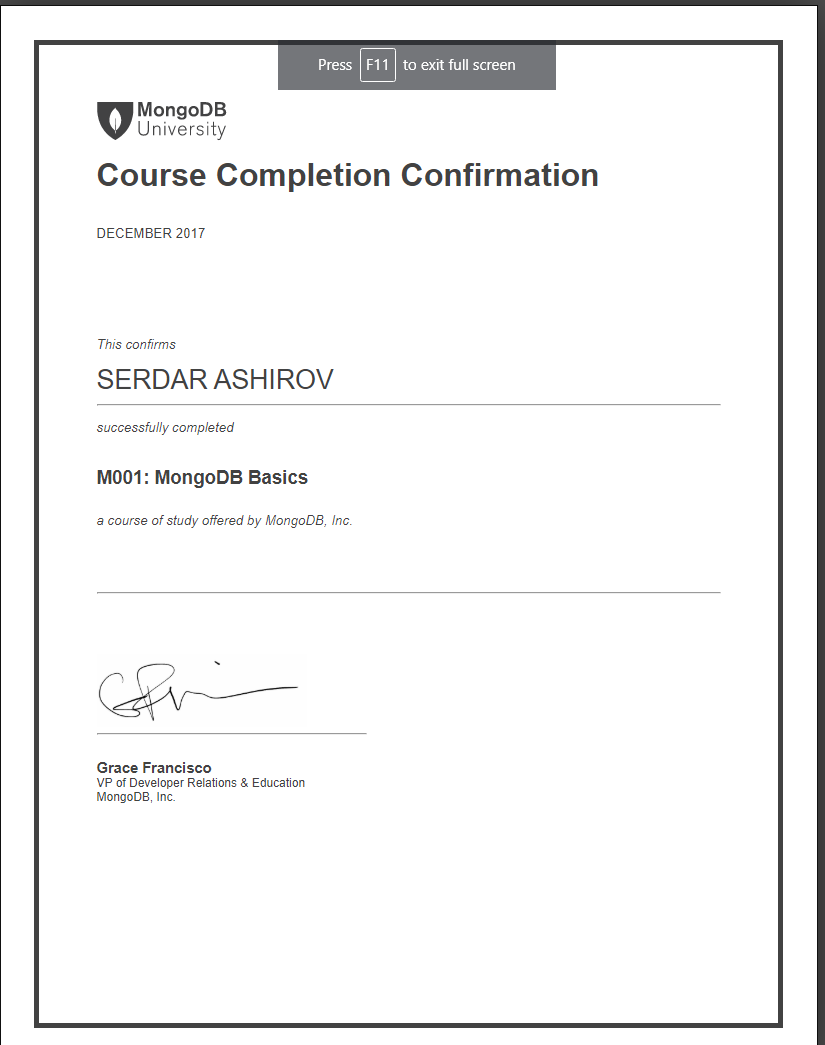 Press F11 to exit full screen
MongoDB
University
Course Completion Confirmation
DECEMBER 2017
This confirms
SERDAR ASHIROV
successfully completed
M001: MongoDB Basics
a course of study offered by MongoDB, Inc.
Grace Francisco
VP of Developer Relations & Education
MongoDB, Inc.